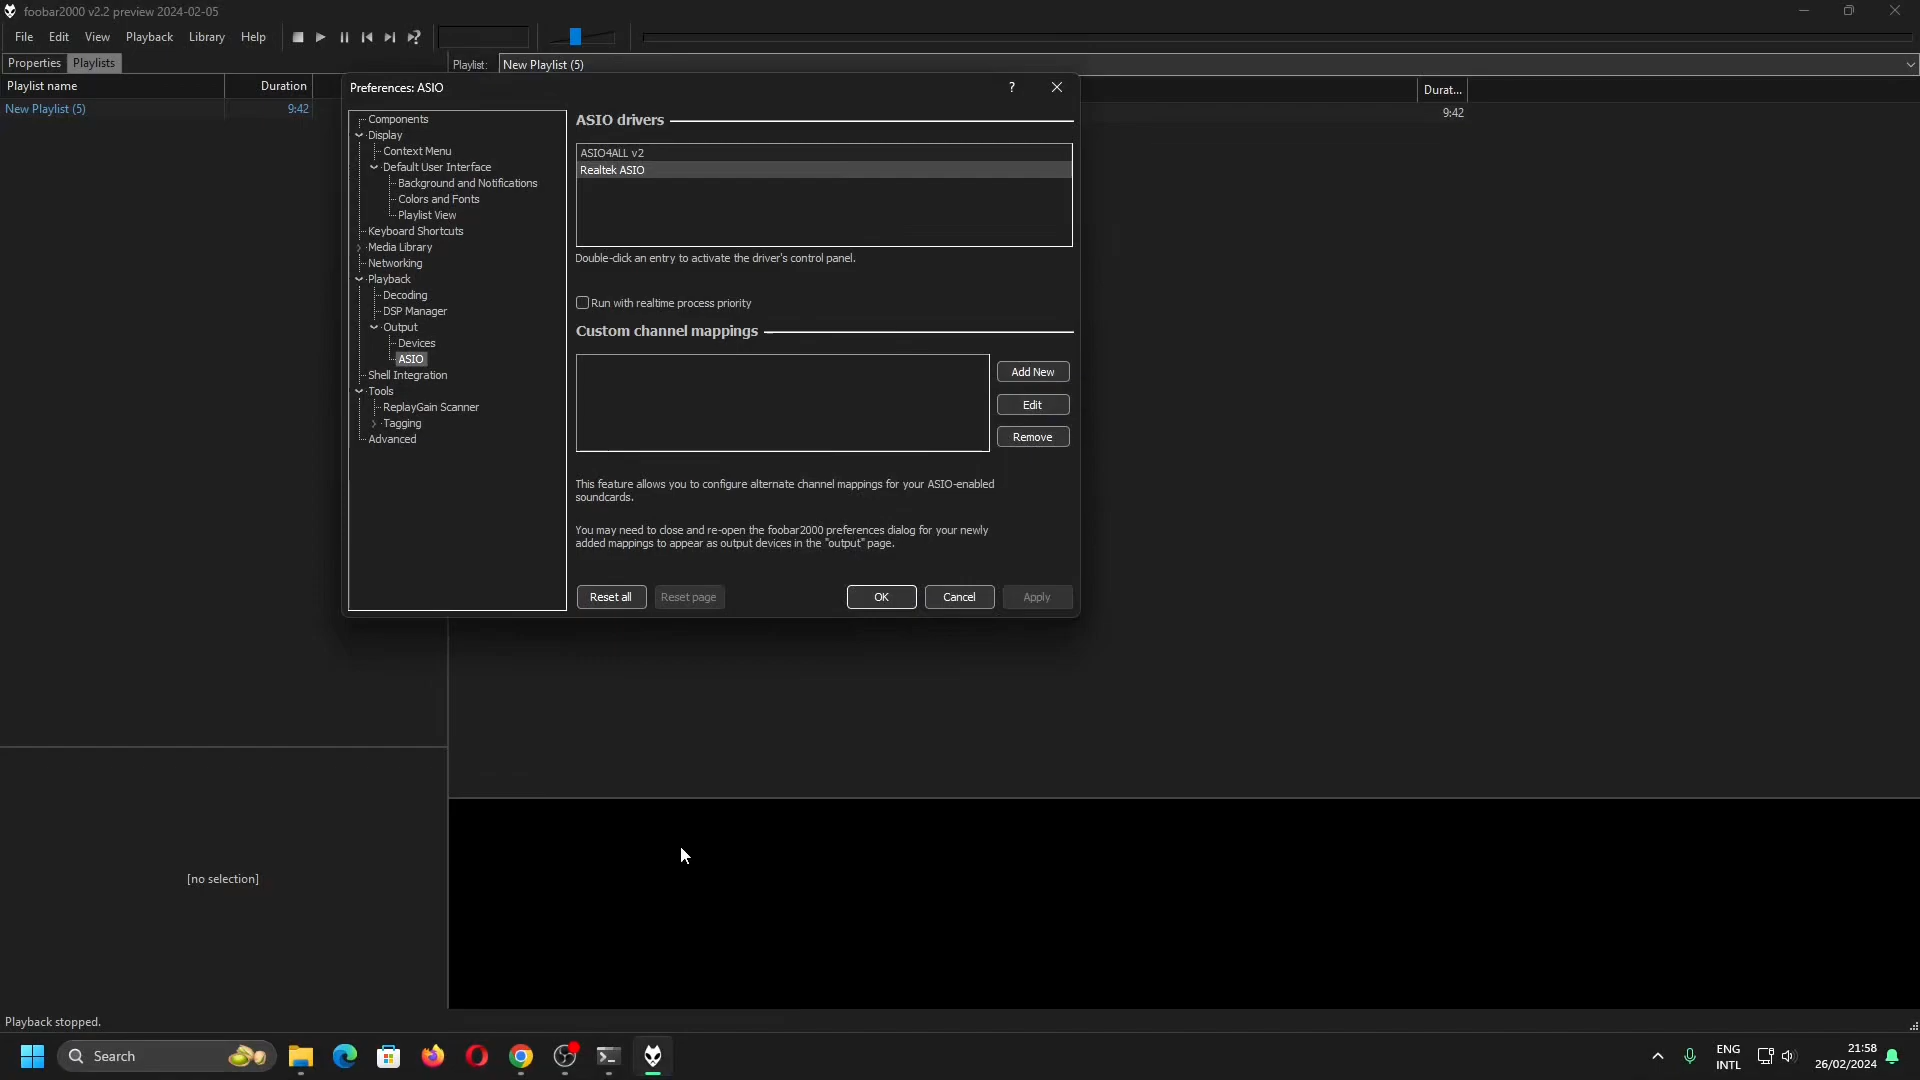 foobar2000 v2.2 preview 2024-02-05
File Edit View Playback Library Help
Properties Playlists
Playlist: New Playlist (5)
Playlist name Duration
New Playlist (5) 9:42
Durat...
9:42
Preferences: ASIO ?
Components
Display
Context Menu
Default User Interface
Background and Notifications
Colors and Fonts
Playlist View
Keyboard Shortcuts
Media Library
Networking
Playback
Decoding
DSP Manager
Output
Devices
ASIO
Shell Integration
Tools
ReplayGain Scanner
Tagging
Advanced
ASIO drivers
ASIO4ALL v2
Realtek ASIO
Double-click an entry to activate the driver's control panel.
Run with realtime process priority
Custom channel mappings
Add New
Edit
Remove
This feature allows you to configure alternate channel mappings for your ASIO-enabled
soundcards.
You may need to close and re-open the foobar2000 preferences dialog for your newly
added mappings to appear as output devices in the "output" page.
Reset all Reset page OK Cancel Apply
[no selection]
Playback stopped.
Search
ENG
INTL
21:58
26/02/2024